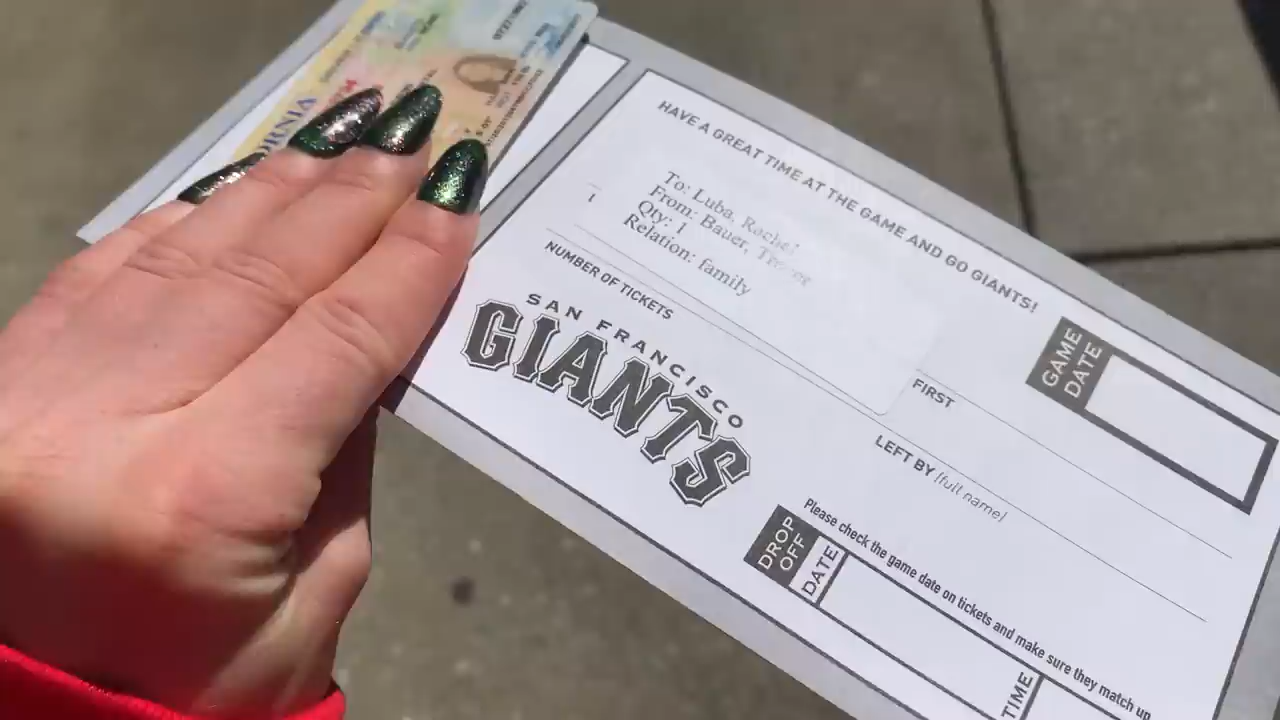 HAVE A GREAT TIME AT THE GAME AND GO GIANTS!
To: Luba, Rachel
From: Bauer, Trevor
Qty: 1
Relation: family
NUMBER OF TICKETS
SAN FRANCISCO
GIANTS
FIRST
GAME
DATE
LEFT BY (full name)
Please check the game date on tickets and make sure they match up
DROP
OFF
DATE
TIME